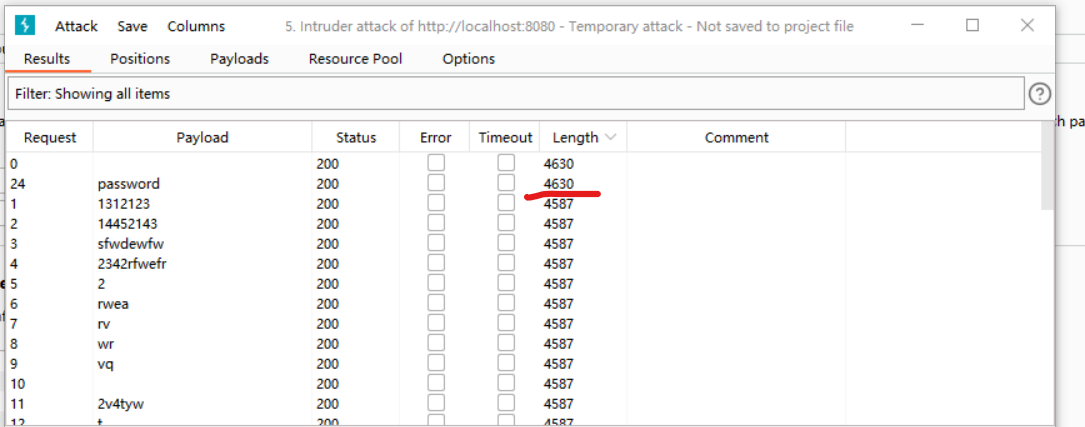 Attack Save Columns 5. Intruder attack of http://localhost:8080 - Temporary attack - Not saved to project file
Results Positions Payloads Resource Pool Options
Filter: Showing all items
Request Payload Status Error Timeout Length Comment
0 200 4630
24 password 200 4630
1 1312123 200 4587
2 14452143 200 4587
3 sfwdewfw 200 4587
4 2342rfwefr 200 4587
5 2 200 4587
6 rwea 200 4587
7 rv 200 4587
8 wr 200 4587
9 vq 200 4587
10 200 4587
11 2v4tyw 200 4587
12 t 200 4587